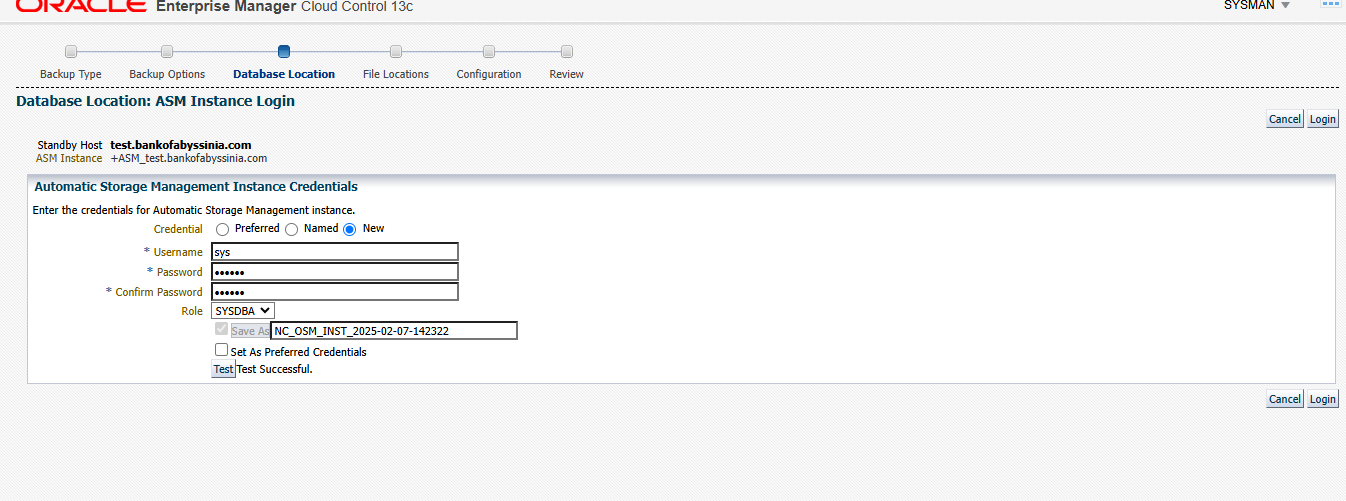 ORACLE Enterprise Manager Cloud Control 13c SYSMAN
Backup Type Backup Options Database Location File Locations Configuration Review
Database Location: ASM Instance Login
Cancel Login
Standby Host test.bankofabyssinia.com
ASM Instance +ASM_test.bankofabyssinia.com
Automatic Storage Management Instance Credentials
Enter the credentials for Automatic Storage Management instance.
Credential Preferred Named New
* Username sys
* Password ••••••
* Confirm Password ••••••
Role SYSDBA
Save As NC_OSM_INST_2025-02-07-142322
Set As Preferred Credentials
Test Test Successful.
Cancel Login